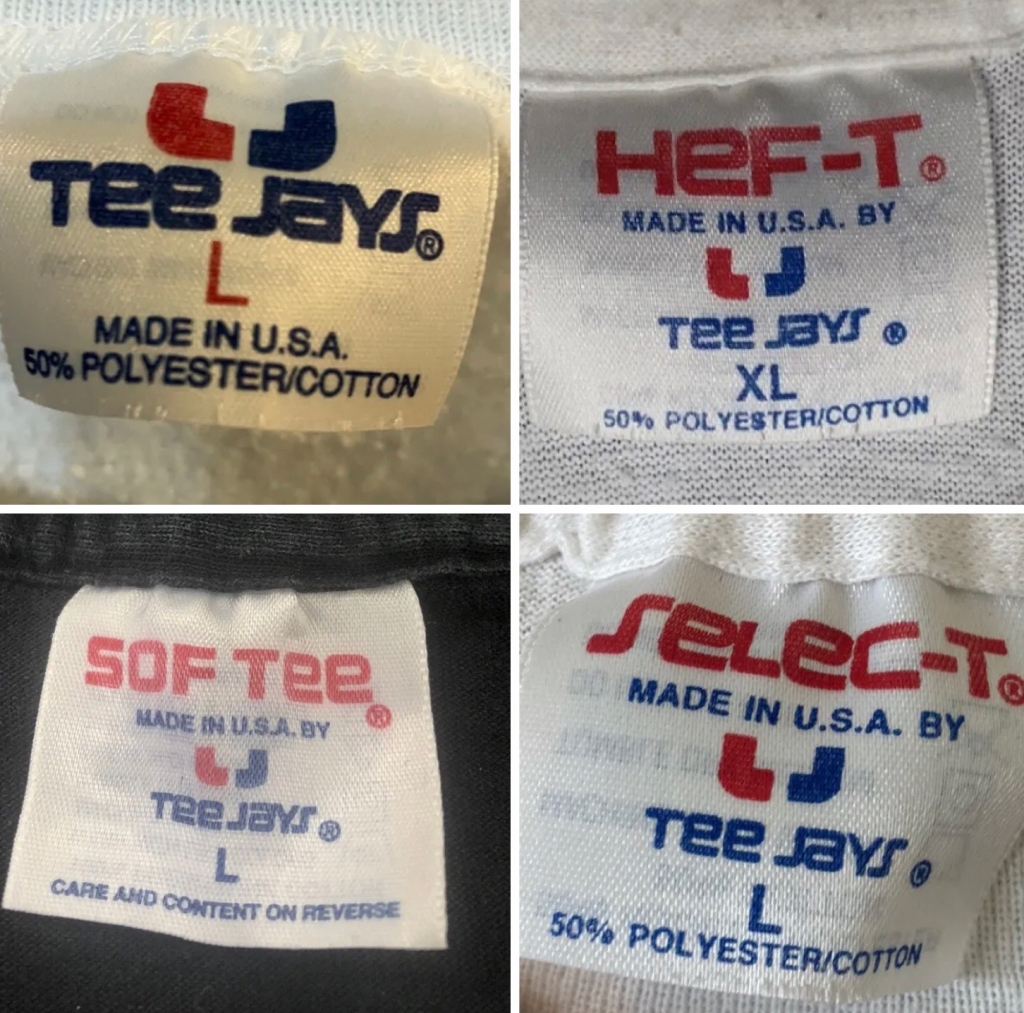 Tee Jays®
L
MADE IN U.S.A.
50% POLYESTER/COTTON
HeF-T®
MADE IN U.S.A. BY
Tee Jays®
XL
50% POLYESTER/COTTON
SOF Tee®
MADE IN U.S.A. BY
Tee Jays®
L
CARE AND CONTENT ON REVERSE
SeLeC-T®
MADE IN U.S.A. BY
Tee Jays®
L
50% POLYESTER/COTTON